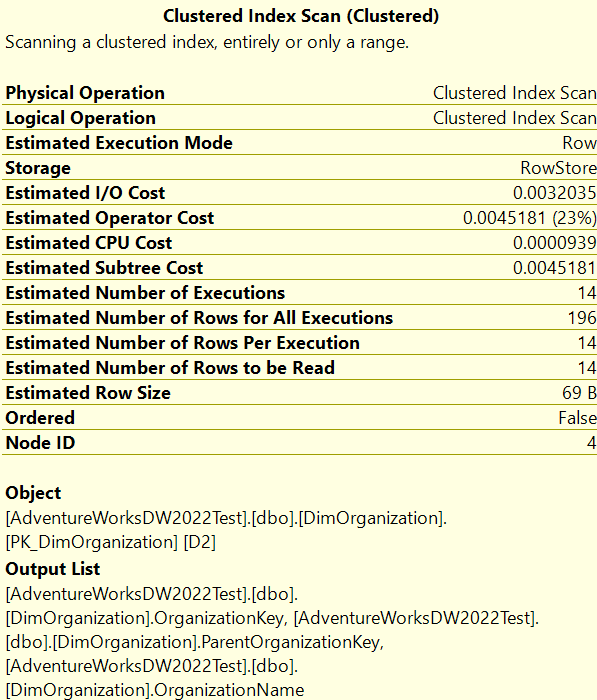 Clustered Index Scan (Clustered)
Scanning a clustered index, entirely or only a range.
Physical Operation Clustered Index Scan
Logical Operation Clustered Index Scan
Estimated Execution Mode Row
Storage RowStore
Estimated I/O Cost 0.0032035
Estimated Operator Cost 0.0045181 (23%)
Estimated CPU Cost 0.0000939
Estimated Subtree Cost 0.0045181
Estimated Number of Executions 14
Estimated Number of Rows for All Executions 196
Estimated Number of Rows Per Execution 14
Estimated Number of Rows to be Read 14
Estimated Row Size 69 B
Ordered False
Node ID 4
Object
[AdventureWorksDW2022Test].[dbo].[DimOrganization].
[PK_DimOrganization] [D2]
Output List
[AdventureWorksDW2022Test].[dbo].
[DimOrganization].OrganizationKey, [AdventureWorksDW2022Test].
[dbo].[DimOrganization].ParentOrganizationKey,
[AdventureWorksDW2022Test].[dbo].
[DimOrganization].OrganizationName